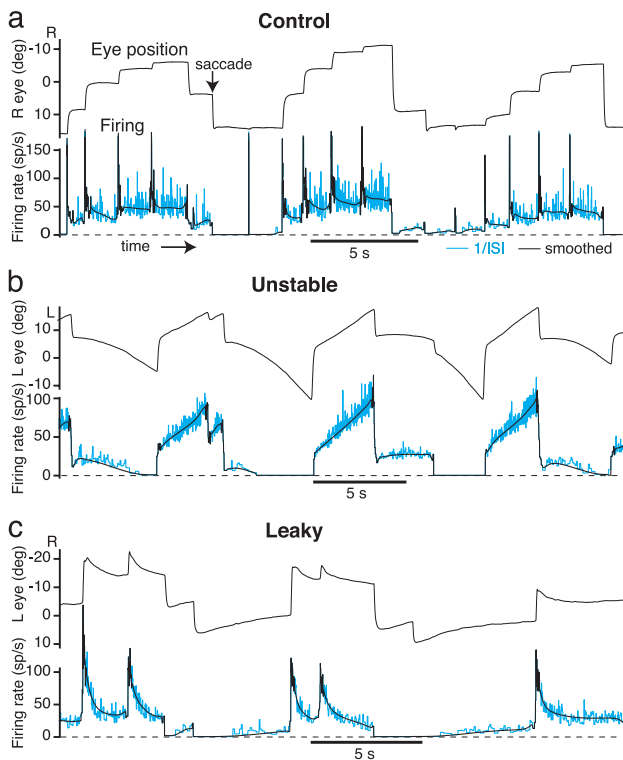 a
Control
R
Eye position
saccade
-10
0
10
R eye (deg)
Firing
150
100
50
0
Firing rate (sp/s)
time
5 s
1/ISI
smoothed
b
Unstable
L
10
0
-10
L eye (deg)
100
50
0
Firing rate (sp/s)
5 s
c
Leaky
R
-20
-10
0
10
L eye (deg)
100
50
0
Firing rate (sp/s)
5 s